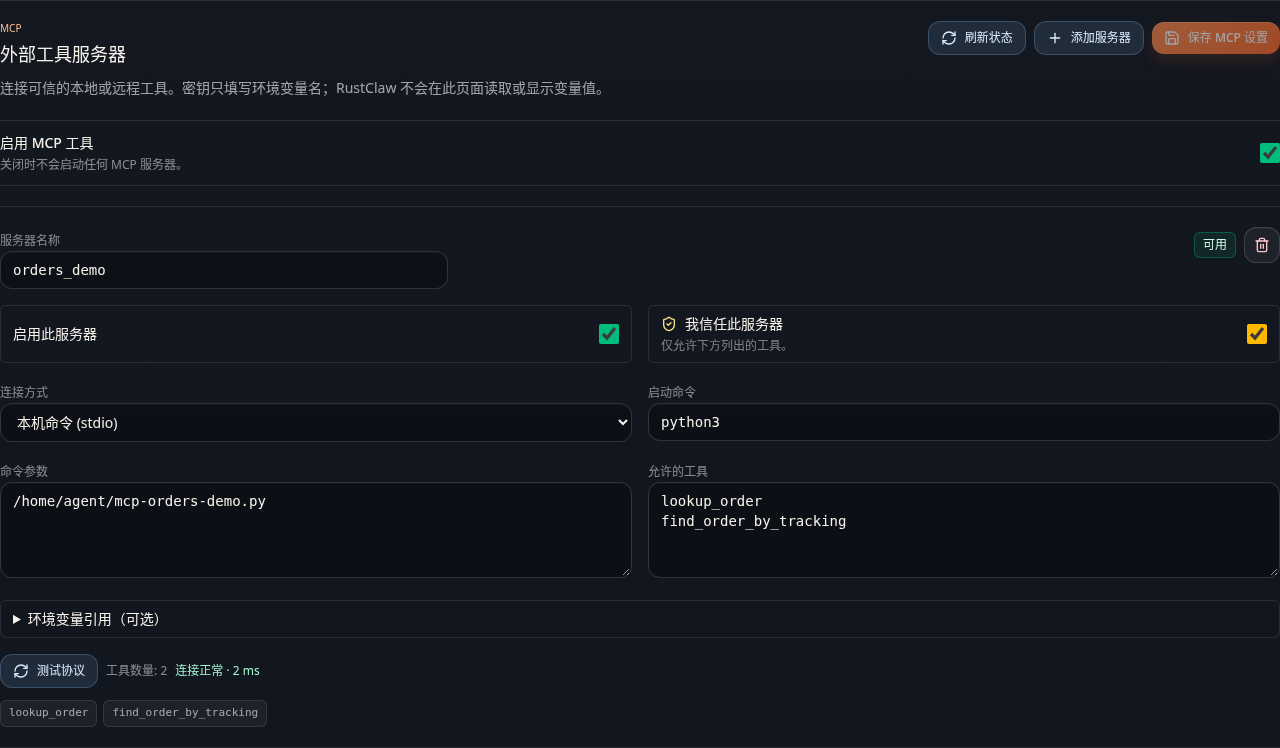 MCP
外部工具服务器
连接可信的本地或远程工具。密钥只填写环境变量名；RustClaw 不会在此页面读取或显示变量值。
刷新状态
添加服务器
保存 MCP 设置
启用 MCP 工具
关闭时不会启动任何 MCP 服务器。
服务器名称
orders_demo
可用
启用此服务器
我信任此服务器
仅允许下方列出的工具。
连接方式
本机命令 (stdio)
启动命令
python3
命令参数
/home/agent/mcp-orders-demo.py
允许的工具
lookup_order
find_order_by_tracking
环境变量引用（可选）
测试协议
工具数量: 2
连接正常 · 2 ms
lookup_order
find_order_by_tracking